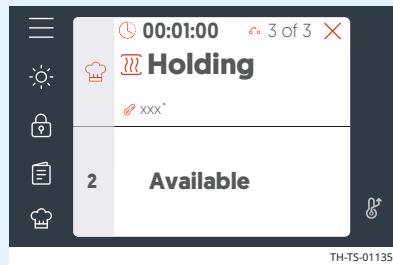 00:01:00 3 of 3
Holding
xxx°
2 Available
TH-TS-01135